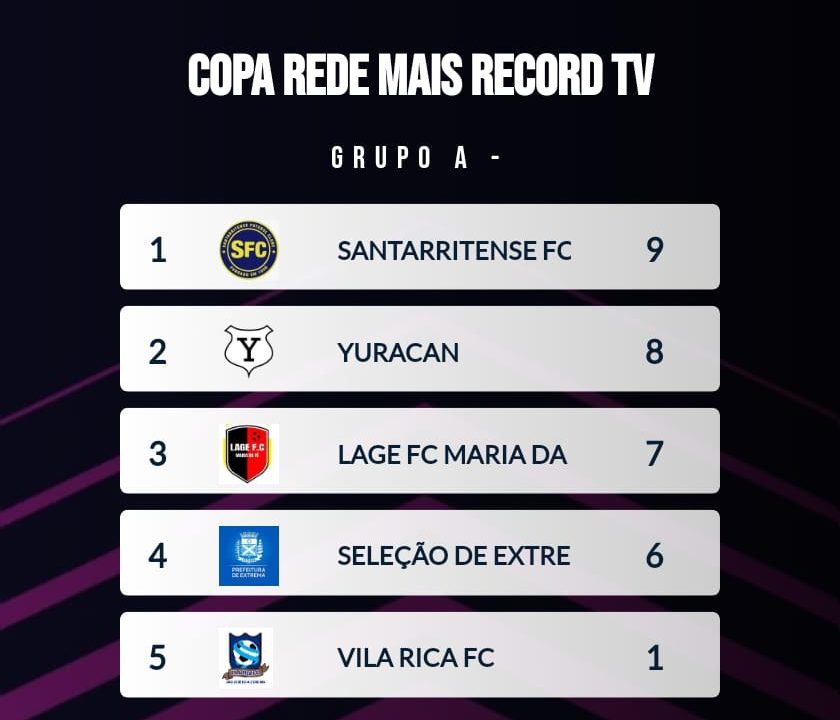 COPA REDE MAIS RECORD TV
GRUPO A -
1 SFC SANTARRITENSE FC 9
2 Y YURACAN 8
3 LAGE F.C LAGE FC MARIA DA 7
4 PREFEITURA DE EXTREMA SELEÇÃO DE EXTRE 6
5 VILA RICA FC 1